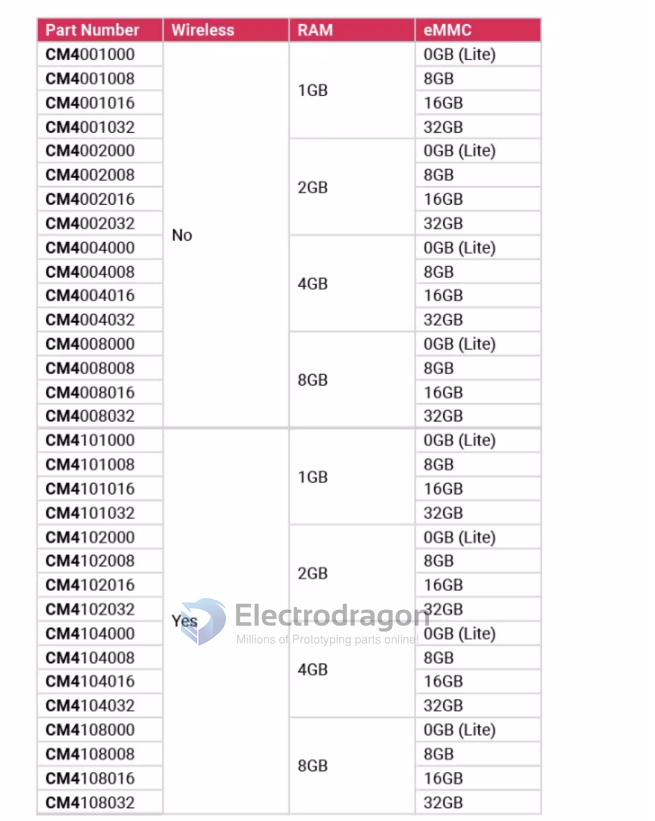 Part Number Wireless RAM eMMC
CM4001000 0GB (Lite)
CM4001008 8GB
1GB
CM4001016 16GB
CM4001032 32GB
CM4002000 0GB (Lite)
CM4002008 8GB
2GB
CM4002016 16GB
CM4002032 32GB
No
CM4004000 0GB (Lite)
CM4004008 8GB
4GB
CM4004016 16GB
CM4004032 32GB
CM4008000 0GB (Lite)
CM4008008 8GB
8GB
CM4008016 16GB
CM4008032 32GB
CM4101000 0GB (Lite)
CM4101008 8GB
1GB
CM4101016 16GB
CM4101032 32GB
CM4102000 0GB (Lite)
CM4102008 8GB
2GB
CM4102016 16GB
CM4102032 32GB
Yes
Electrodragon
Millions of Prototyping parts online!
CM4104000 0GB (Lite)
CM4104008 8GB
4GB
CM4104016 16GB
CM4104032 32GB
CM4108000 0GB (Lite)
CM4108008 8GB
8GB
CM4108016 16GB
CM4108032 32GB